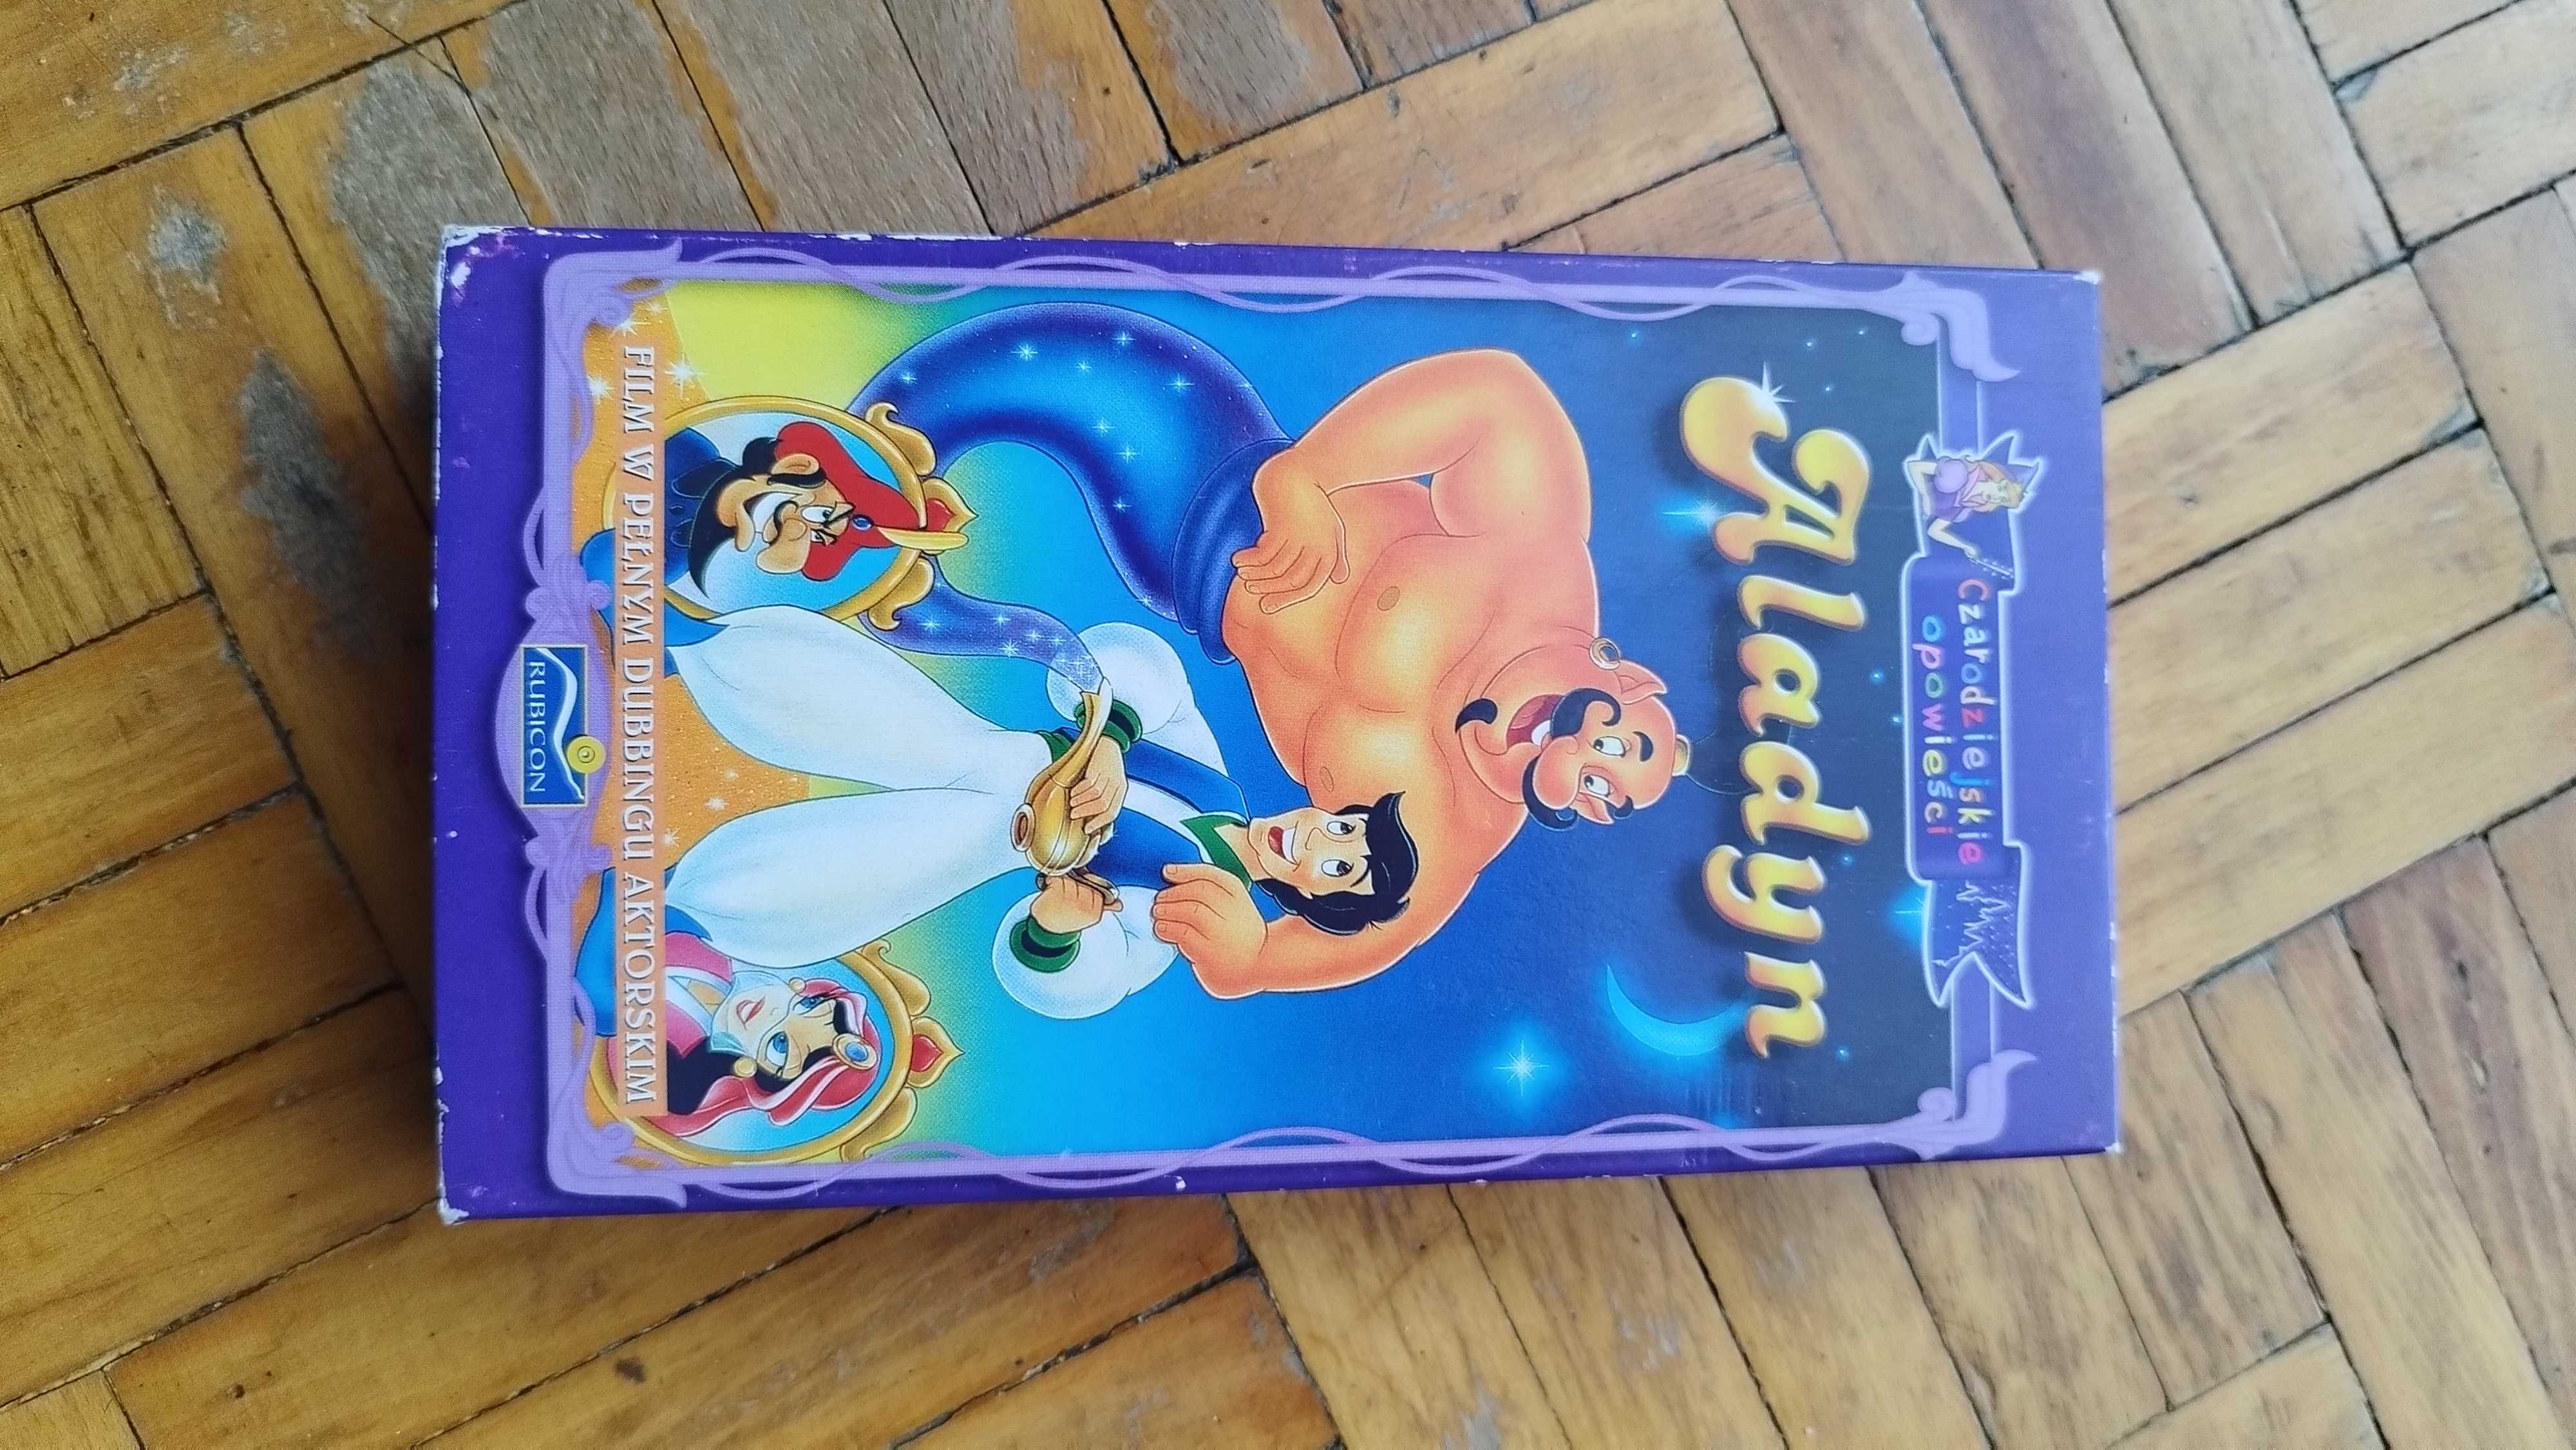 Czarodziejskie
opowieści
Aladyn
FILM W PEŁNYM DUBBINGU AKTORSKIM
RUBICON